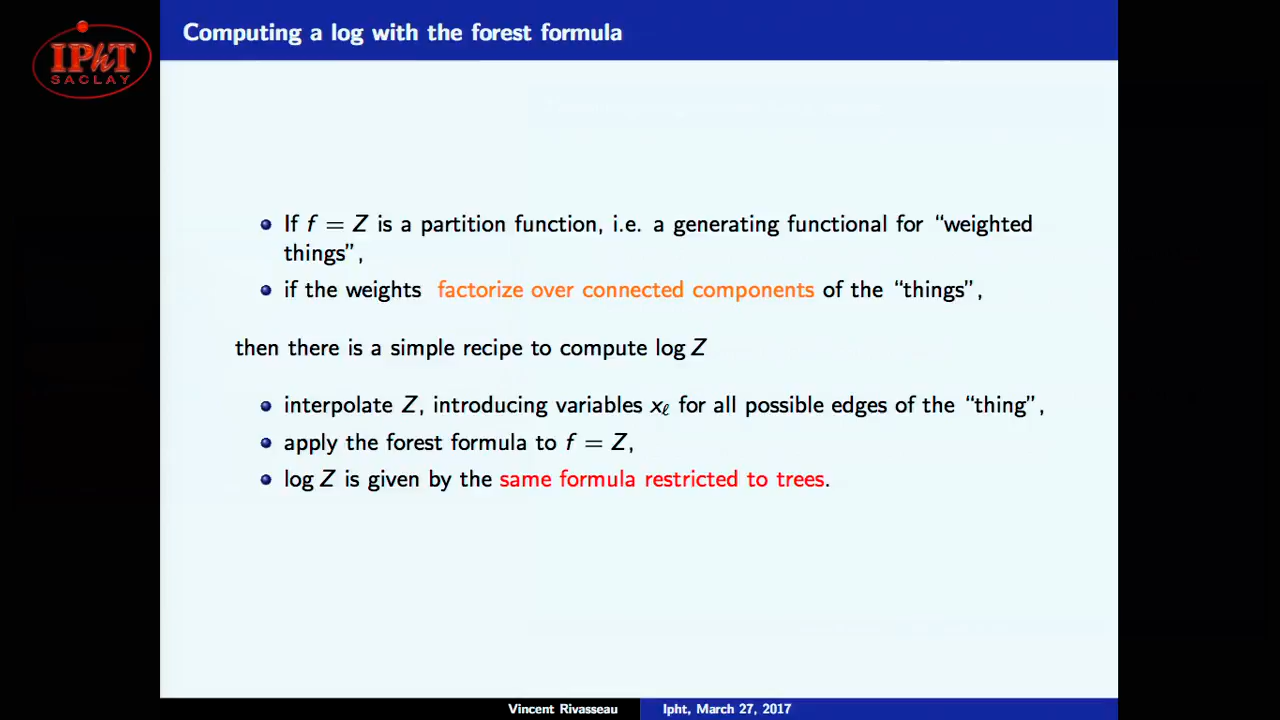 IPhT
SACLAY
Computing a log with the forest formula
If f = Z is a partition function, i.e. a generating functional for “weighted
things”,
if the weights factorize over connected components of the “things”,
then there is a simple recipe to compute log Z
interpolate Z, introducing variables xℓ for all possible edges of the “thing”,
apply the forest formula to f = Z,
log Z is given by the same formula restricted to trees.
Vincent Rivasseau
Ipht, March 27, 2017